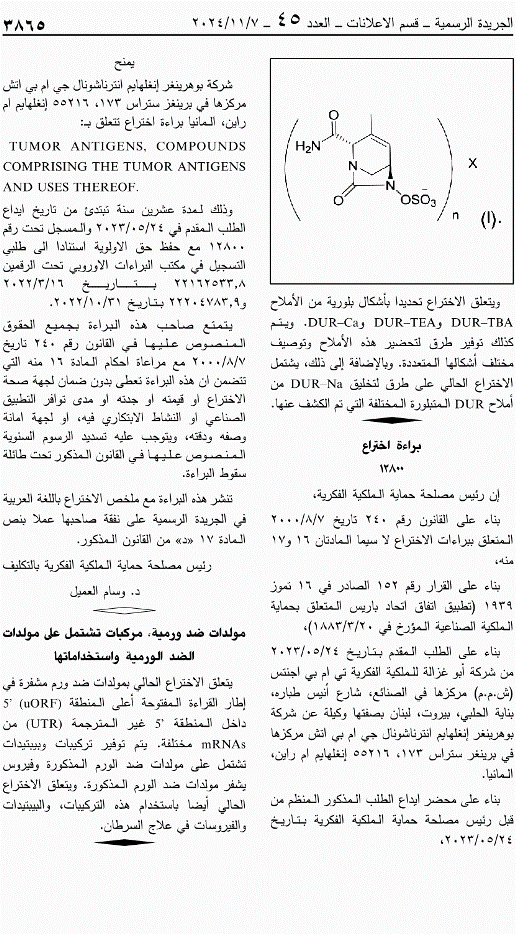 الجريدة الرسمية ــ قسم الاعلانات ــ العدد ٤٥ ــ ٢٠٢٤/١١/٧
٣٨٦٥
H₂N
O
N
O
N
OSO₃⁻
n
X
(I).
ويتعلق الاختراع تحديدا بأشكال بلورية من الأملاح
DUR–TBA وDUR–TEA وDUR–Ca. ويتم
كذلك توفير طرق لتحضير هذه الأملاح وتوصيف
مختلف أشكالها المتعددة. وبالإضافة إلى ذلك، يشتمل
الاختراع الحالي على طرق لتخليق DUR–Na من
أملاح DUR المتبلورة المختلفة التي تم الكشف عنها.
براءة اختراع
١٢٨٠٠
إن رئيس مصلحة حماية الملكية الفكرية،
بناء على القانون رقم ٢٤٠ تاريخ ٢٠٠٠/٨/٧
المتعلق ببراءات الاختراع لا سيما المادتان ١٦ و١٧
منه،
بناء على القرار رقم ١٥٢ الصادر في ١٦ تموز
١٩٣٩ (تطبيق اتفاق اتحاد باريس المتعلق بحماية
الملكية الصناعية المؤرخ في ١٨٨٣/٣/٢٠)،
بناء على الطلب المقدم بتاريخ ٢٠٢٣/٠٥/٢٤
من شركة أبو غزالة للملكية الفكرية تي ام بي اجنتس
(ش.م.م) مركزها في الصنائع، شارع أنيس طباره،
بناية الحلبي، بيروت، لبنان بصفتها وكيلة عن شركة
بوهرينغر إنغلهايم انترناشونال جي ام بي اتش مركزها
في برينغر ستراس ١٧٣، ٥٥٢١٦ إنغلهايم ام راين،
المانيا.
بناء على محضر ايداع الطلب المذكور المنظم من
قبل رئيس مصلحة حماية الملكية الفكرية بتاريخ
٢٠٢٣/٠٥/٢٤،
يمنح
شركة بوهرينغر إنغلهايم انترناشونال جي ام بي اتش
مركزها في برينغز ستراس ١٧٣، ٥٥٢١٦ إنغلهايم ام
راين، المانيا براءة اختراع تتعلق بـ:
TUMOR ANTIGENS, COMPOUNDS
COMPRISING THE TUMOR ANTIGENS
AND USES THEREOF.
وذلك لمدة عشرين سنة تبتدئ من تاريخ ايداع
الطلب المقدم في ٢٠٢٣/٠٥/٢٤ والمسجل تحت رقم
١٢٨٠٠ مع حفظ حق الاولوية استنادا الى طلبي
التسجيل في مكتب البراءات الاوروبي تحت الرقمين
٢٢١٦٢٥٣٣,٨ بتاريخ ٢٠٢٢/٣/١٦
و٢٢٢٠٤٧٨٣,٩ بتاريخ ٢٠٢٢/١٠/٣١.
يتمتع صاحب هذه البراءة بجميع الحقوق
المنصوص عليها في القانون رقم ٢٤٠ تاريخ
٢٠٠٠/٨/٧ مع مراعاة احكام المادة ١٦ منه التي
تتضمن ان هذه البراءة تعطى بدون ضمان لجهة صحة
الاختراع او قيمته او جدته او مدى توافر التطبيق
الصناعي او النشاط الابتكاري فيه، او لجهة امانة
وصفه ودقته، ويتوجب عليه تسديد الرسوم السنوية
المنصوص عليها في القانون المذكور تحت طائلة
سقوط البراءة.
تنشر هذه البراءة مع ملخص الاختراع باللغة العربية
في الجريدة الرسمية على نفقة صاحبها عملا بنص
المادة ١٧ «د» من القانون المذكور.
رئيس مصلحة حماية الملكية الفكرية بالتكليف
د. وسام العميل
مولدات ضد ورمية، مركبات تشتمل على مولدات
الضد الورمية واستخداماتها
يتعلق الاختراع الحالي بمولدات ضد ورم مشفرة في
إطار القراءة المفتوحة أعلى المنطقة (uORF) 5'
داخل المنطقة 5' غير المترجمة (UTR) من
mRNAs مختلفة. يتم توفير تركيبات وبيبتيدات
تشتمل على مولدات ضد الورم المذكورة وفيروس
يشفر مولدات ضد الورم المذكورة. ويتعلق الاختراع
الحالي أيضا باستخدام هذه التركيبات، والبيبتيدات
والفيروسات في علاج السرطان.